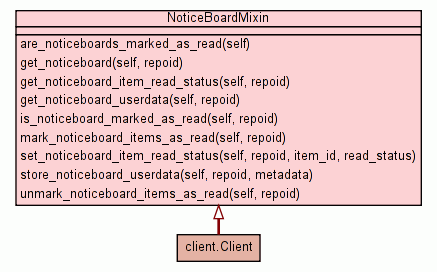 NoticeBoardMixin
are_noticeboards_marked_as_read(self)
get_noticeboard(self, repoid)
get_noticeboard_item_read_status(self, repoid)
get_noticeboard_userdata(self, repoid)
is_noticeboard_marked_as_read(self, repoid)
mark_noticeboard_items_as_read(self, repoid)
set_noticeboard_item_read_status(self, repoid, item_id, read_status)
store_noticeboard_userdata(self, repoid, metadata)
unmark_noticeboard_items_as_read(self, repoid)
client.Client